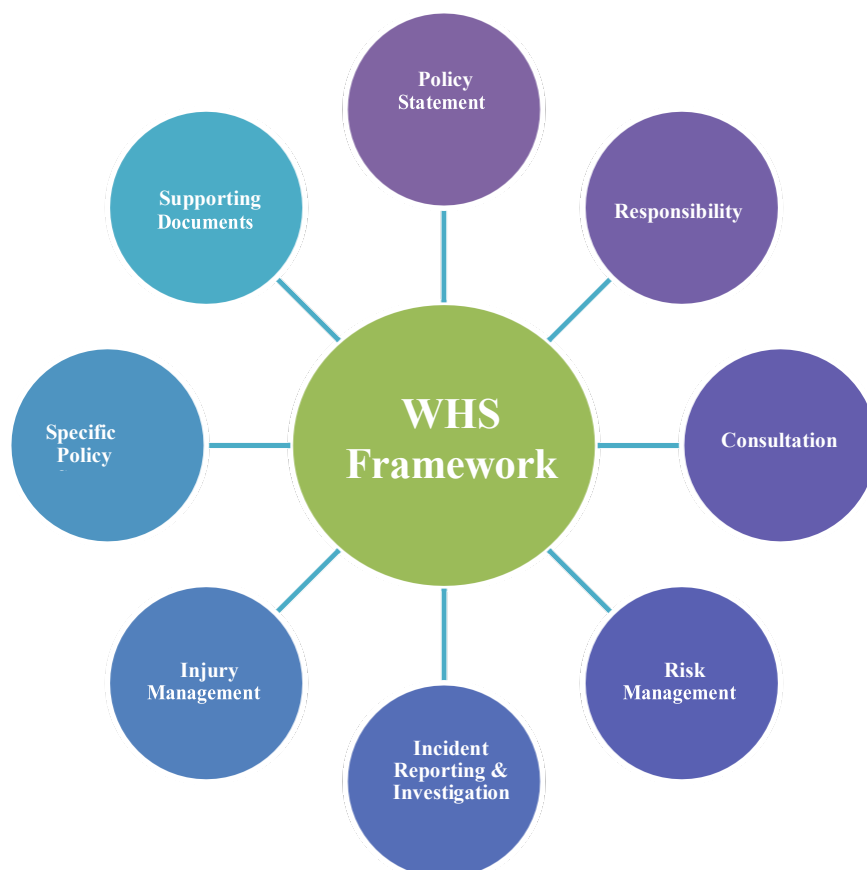 Policy
Statement
Responsibility
Consultation
Risk
Management
Incident
Reporting &
Investigation
Injury
Management
Specific
Policy
Supporting
Documents
WHS
Framework